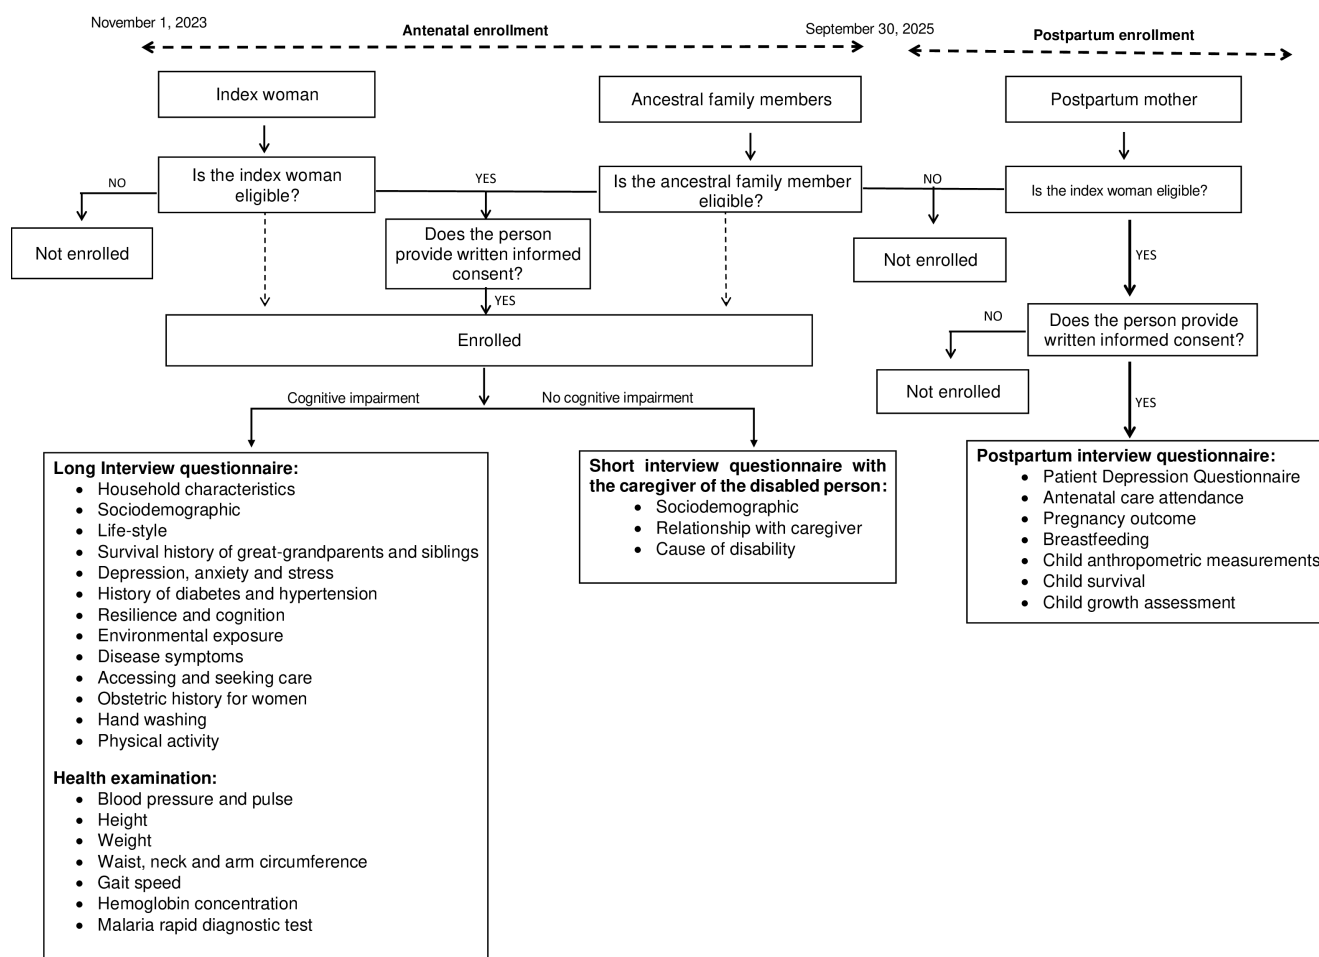 November 1, 2023
Antenatal enrollment
September 30, 2025
Postpartum enrollment
Index woman
Ancestral family members
Postpartum mother
Is the index woman
eligible?
NO
YES
Is the ancestral family member
eligible?
NO
Is the index woman eligible?
Not enrolled
Does the person
provide written informed
consent?
Not enrolled
YES
YES
Enrolled
NO
Does the person provide
written informed consent?
Not enrolled
YES
Cognitive impairment
No cognitive impairment
Long Interview questionnaire:
• Household characteristics
• Sociodemographic
• Life-style
• Survival history of great-grandparents and siblings
• Depression, anxiety and stress
• History of diabetes and hypertension
• Resilience and cognition
• Environmental exposure
• Disease symptoms
• Accessing and seeking care
• Obstetric history for women
• Hand washing
• Physical activity
Health examination:
• Blood pressure and pulse
• Height
• Weight
• Waist, neck and arm circumference
• Gait speed
• Hemoglobin concentration
• Malaria rapid diagnostic test
Short interview questionnaire with
the caregiver of the disabled person:
• Sociodemographic
• Relationship with caregiver
• Cause of disability
Postpartum interview questionnaire:
• Patient Depression Questionnaire
• Antenatal care attendance
• Pregnancy outcome
• Breastfeeding
• Child anthropometric measurements
• Child survival
• Child growth assessment